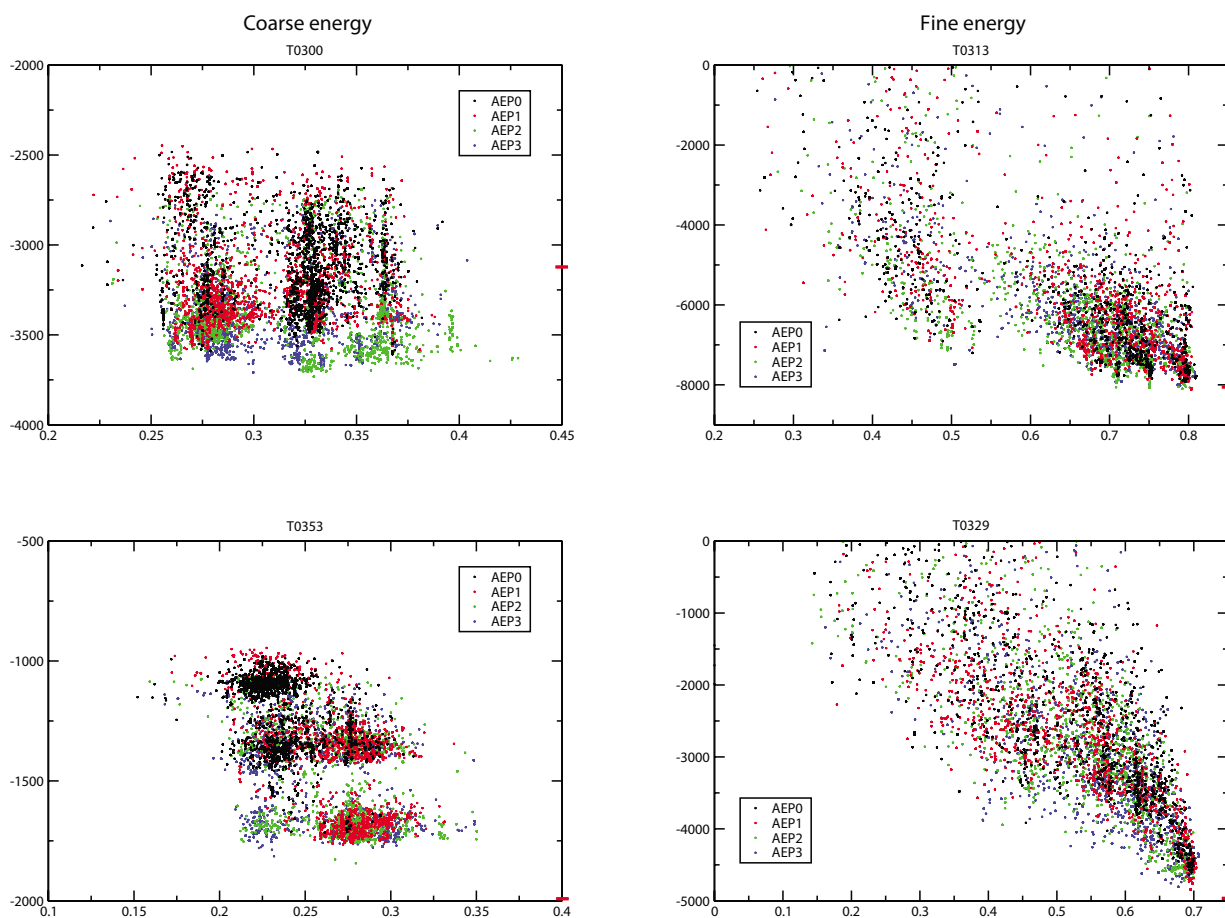 Coarse energy
Fine energy
T0300
T0313
-2000
-2500
-3000
-3500
-4000
0.2
0.25
0.3
0.35
0.4
0.45
AEP0
AEP1
AEP2
AEP3
0
-2000
-4000
-6000
-8000
0.2
0.3
0.4
0.5
0.6
0.7
0.8
AEP0
AEP1
AEP2
AEP3
T0353
T0329
-500
-1000
-1500
-2000
0.1
0.15
0.2
0.25
0.3
0.35
0.4
AEP0
AEP1
AEP2
AEP3
0
-1000
-2000
-3000
-4000
-5000
0
0.1
0.2
0.3
0.4
0.5
0.6
0.7
AEP0
AEP1
AEP2
AEP3